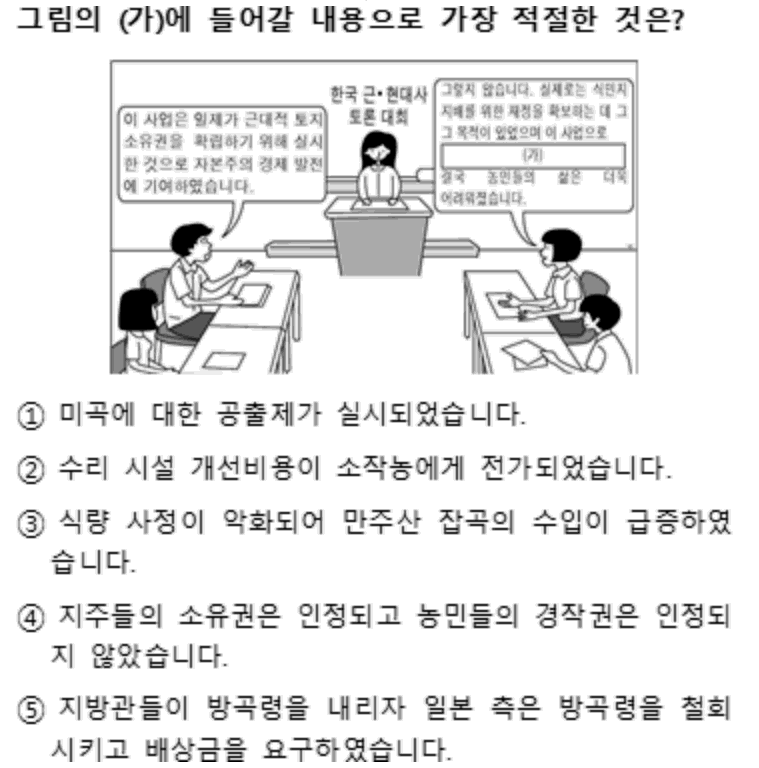 그림의 (가)에 들어갈 내용으로 가장 적절한 것은?
한국 근•현대사
토론 대회
이 사업은 일제가 근대적 토지
소유권을 확립하기 위해 실시
한 것으로 자본주의 경제 발전
에 기여하였습니다.
그렇지 않습니다. 실제로는 식민지
지배를 위한 재정을 확보하는 데 그
그 목적이 있었으며 이 사업으로
(가)
결국 농민들의 삶은 더욱
어려워졌습니다.
① 미곡에 대한 공출제가 실시되었습니다.
② 수리 시설 개선비용이 소작농에게 전가되었습니다.
③ 식량 사정이 악화되어 만주산 잡곡의 수입이 급증하였
습니다.
④ 지주들의 소유권은 인정되고 농민들의 경작권은 인정되
지 않았습니다.
⑤ 지방관들이 방곡령을 내리자 일본 측은 방곡령을 철회
시키고 배상금을 요구하였습니다.